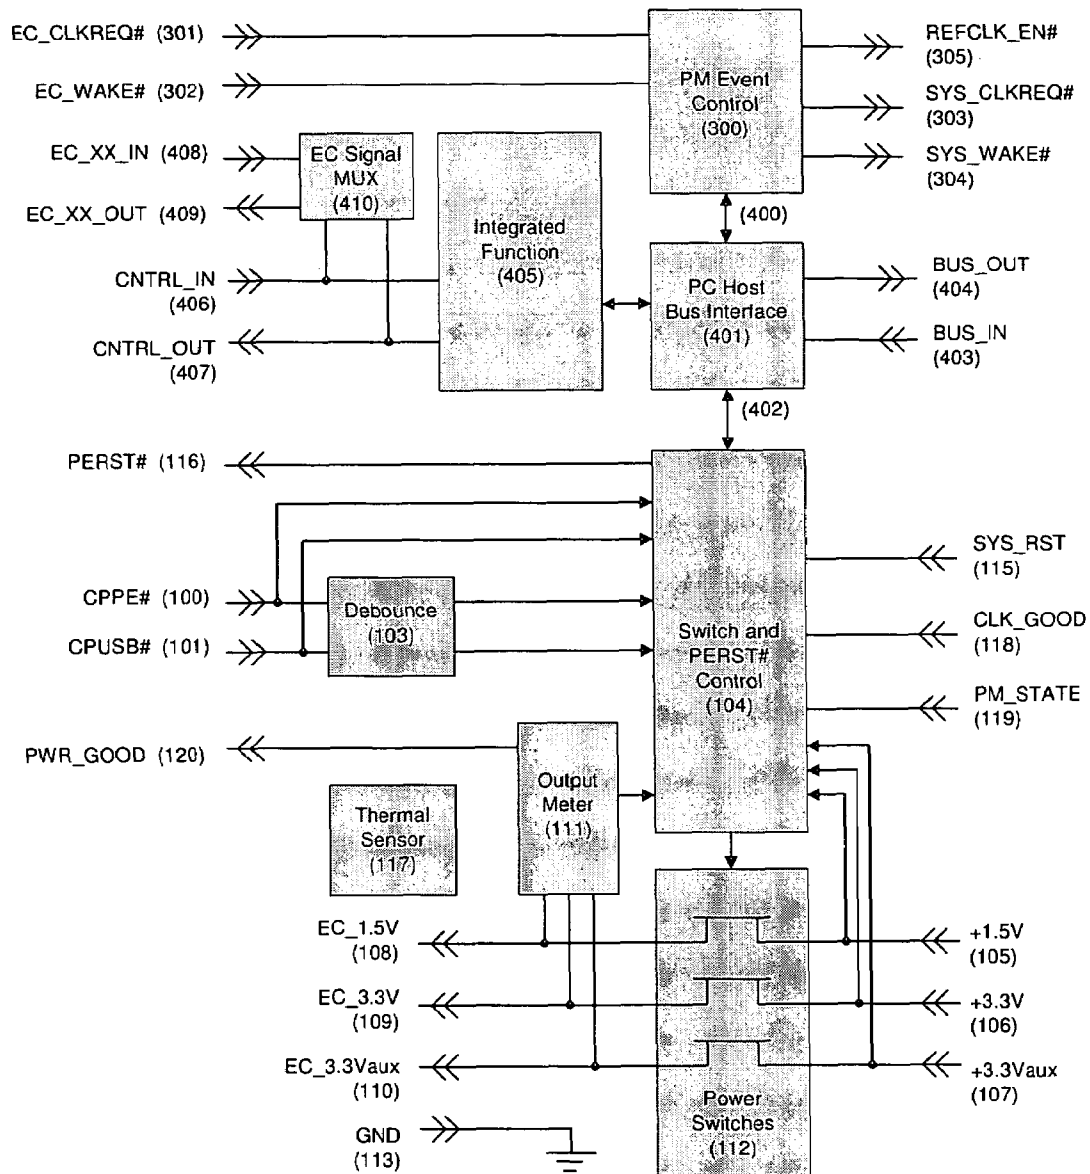 EC_CLKREQ# (301)
EC_WAKE# (302)
PM Event
Control
(300)
REFCLK_EN#
(305)
SYS_CLKREQ#
(303)
SYS_WAKE#
(304)
EC_XX_IN (408)
EC_XX_OUT (409)
EC Signal
MUX
(410)
CNTRL_IN
(406)
CNTRL_OUT
(407)
Integrated
Function
(405)
(400)
PC Host
Bus Interface
(401)
BUS_OUT
(404)
BUS_IN
(403)
(402)
PERST# (116)
CPPE# (100)
CPUSB# (101)
Debounce
(103)
Switch and
PERST#
Control
(104)
SYS_RST
(115)
CLK_GOOD
(118)
PM_STATE
(119)
PWR_GOOD (120)
Output
Meter
(111)
Thermal
Sensor
(117)
EC_1.5V
(108)
EC_3.3V
(109)
EC_3.3Vaux
(110)
GND
(113)
Power
Switches
(112)
+1.5V
(105)
+3.3V
(106)
+3.3Vaux
(107)